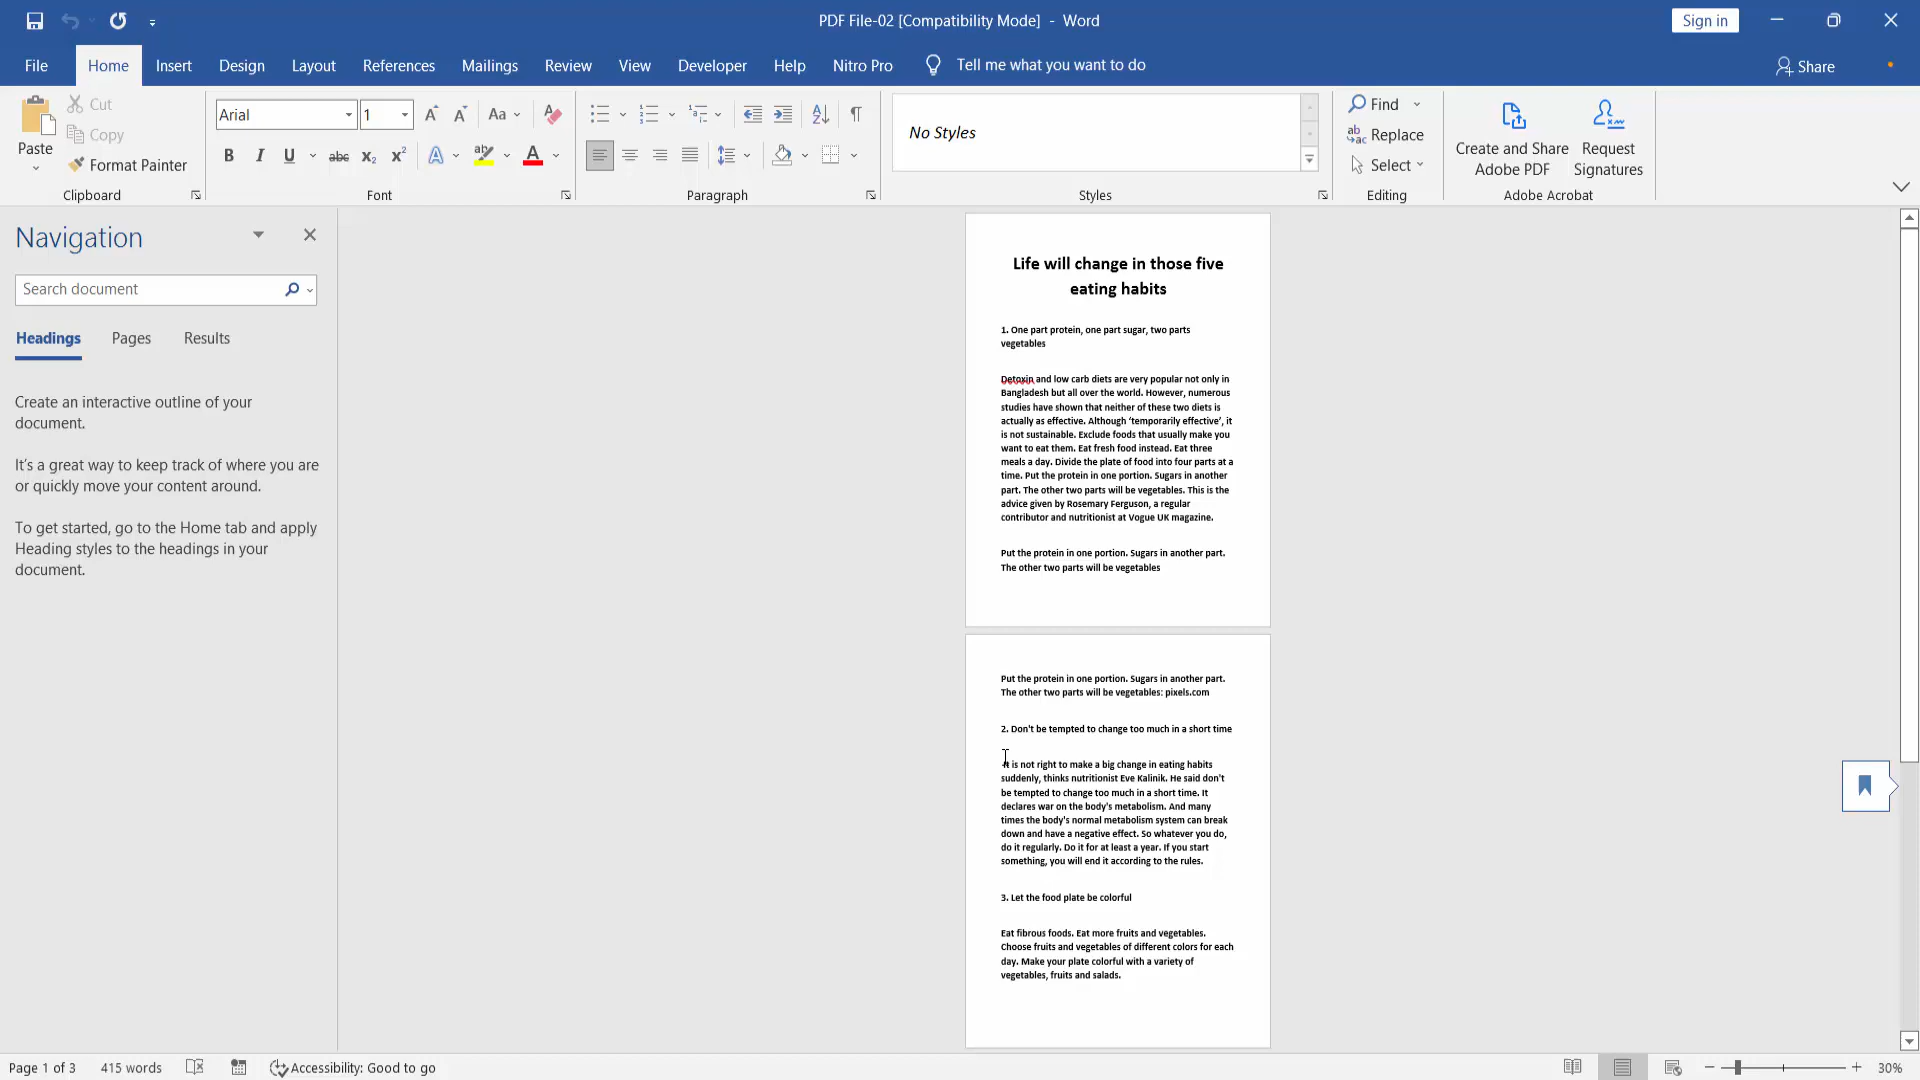 PDF File-02 [Compatibility Mode] - Word
Sign in
File Home Insert Design Layout References Mailings Review View Developer Help Nitro Pro Tell me what you want to do Share
Paste
Cut
Copy
Format Painter
Clipboard
Arial 1
Font
Paragraph
No Styles
Styles
Find
Replace
Select
Editing
Create and Share
Adobe PDF
Request
Signatures
Adobe Acrobat
Navigation
Search document
Headings Pages Results
Create an interactive outline of your
document.
It's a great way to keep track of where you are
or quickly move your content around.
To get started, go to the Home tab and apply
Heading styles to the headings in your
document.
Life will change in those five
eating habits
1. One part protein, one part sugar, two parts
vegetables
Detoxin and low carb diets are very popular not only in
Bangladesh but all over the world. However, numerous
studies have shown that neither of these two diets is
actually as effective. Although ‘temporarily effective’, it
is not sustainable. Exclude foods that usually make you
want to eat them. Eat fresh food instead. Eat three
meals a day. Divide the plate of food into four parts at a
time. Put the protein in one portion. Sugars in another
part. The other two parts will be vegetables. This is the
advice given by Rosemary Ferguson, a regular
contributor and nutritionist at Vogue UK magazine.
Put the protein in one portion. Sugars in another part.
The other two parts will be vegetables
Put the protein in one portion. Sugars in another part.
The other two parts will be vegetables: pixels.com
2. Don't be tempted to change too much in a short time
It is not right to make a big change in eating habits
suddenly, thinks nutritionist Eve Kalinik. He said don't
be tempted to change too much in a short time. It
declares war on the body's metabolism. And many
times the body's normal metabolism system can break
down and have a negative effect. So whatever you do,
do it regularly. Do it for at least a year. If you start
something, you will end it according to the rules.
3. Let the food plate be colorful
Eat fibrous foods. Eat more fruits and vegetables.
Choose fruits and vegetables of different colors for each
day. Make your plate colorful with a variety of
vegetables, fruits and salads.
Page 1 of 3 415 words Accessibility: Good to go 30%